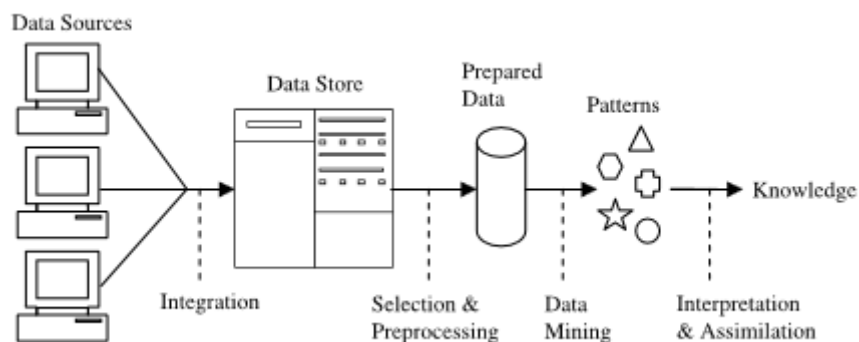 Data Sources
Data Store
Prepared
Data
Patterns
Knowledge
Integration
Selection &
Preprocessing
Data
Mining
Interpretation
& Assimilation